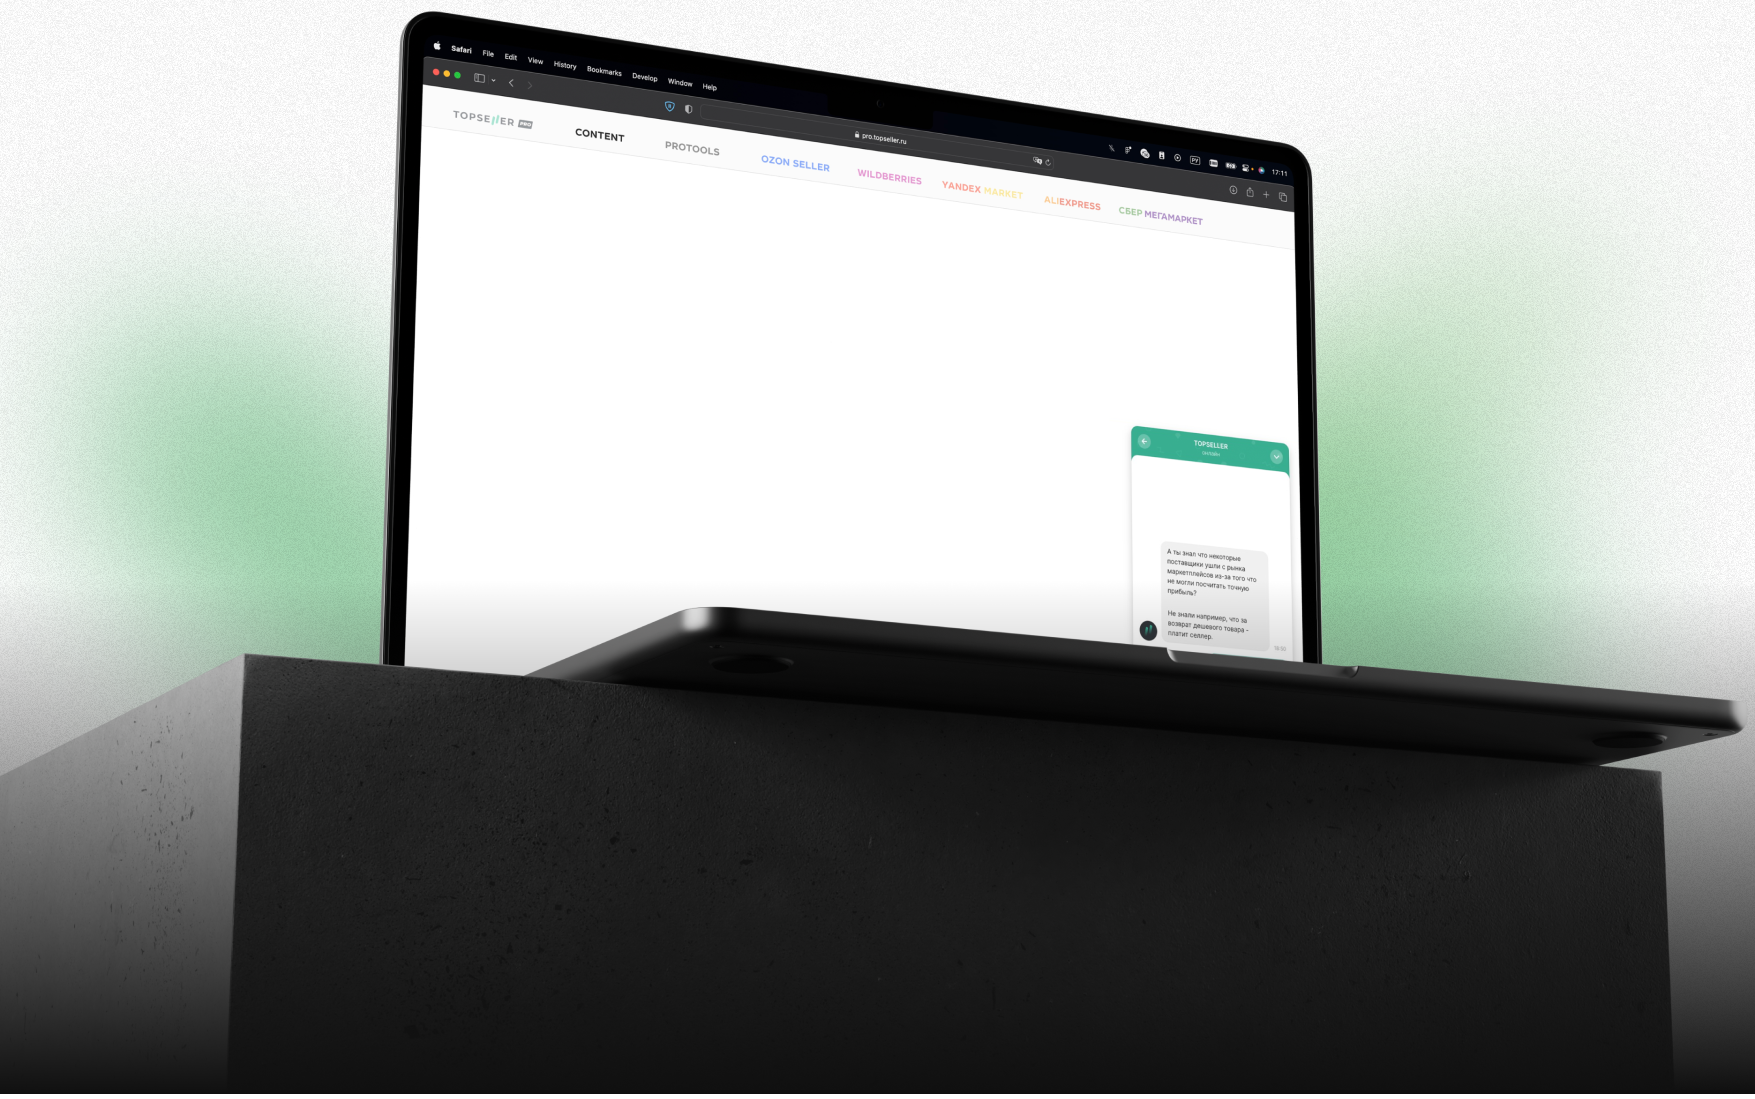 Safari File Edit View History Bookmarks Develop Window Help
РУ 17:11
pro.topseller.ru
TOPSELLER PRO
CONTENT PROTOOLS OZON SELLER WILDBERRIES YANDEX MARKET ALIEXPRESS СБЕР МЕГАМАРКЕТ
TOPSELLER
онлайн
А ты знал что некоторые
поставщики ушли с рынка
маркетплейсов из-за того что
не могли посчитать точную
прибыль?
Не знали например, что за
возврат дешевого товара -
платит селлер.